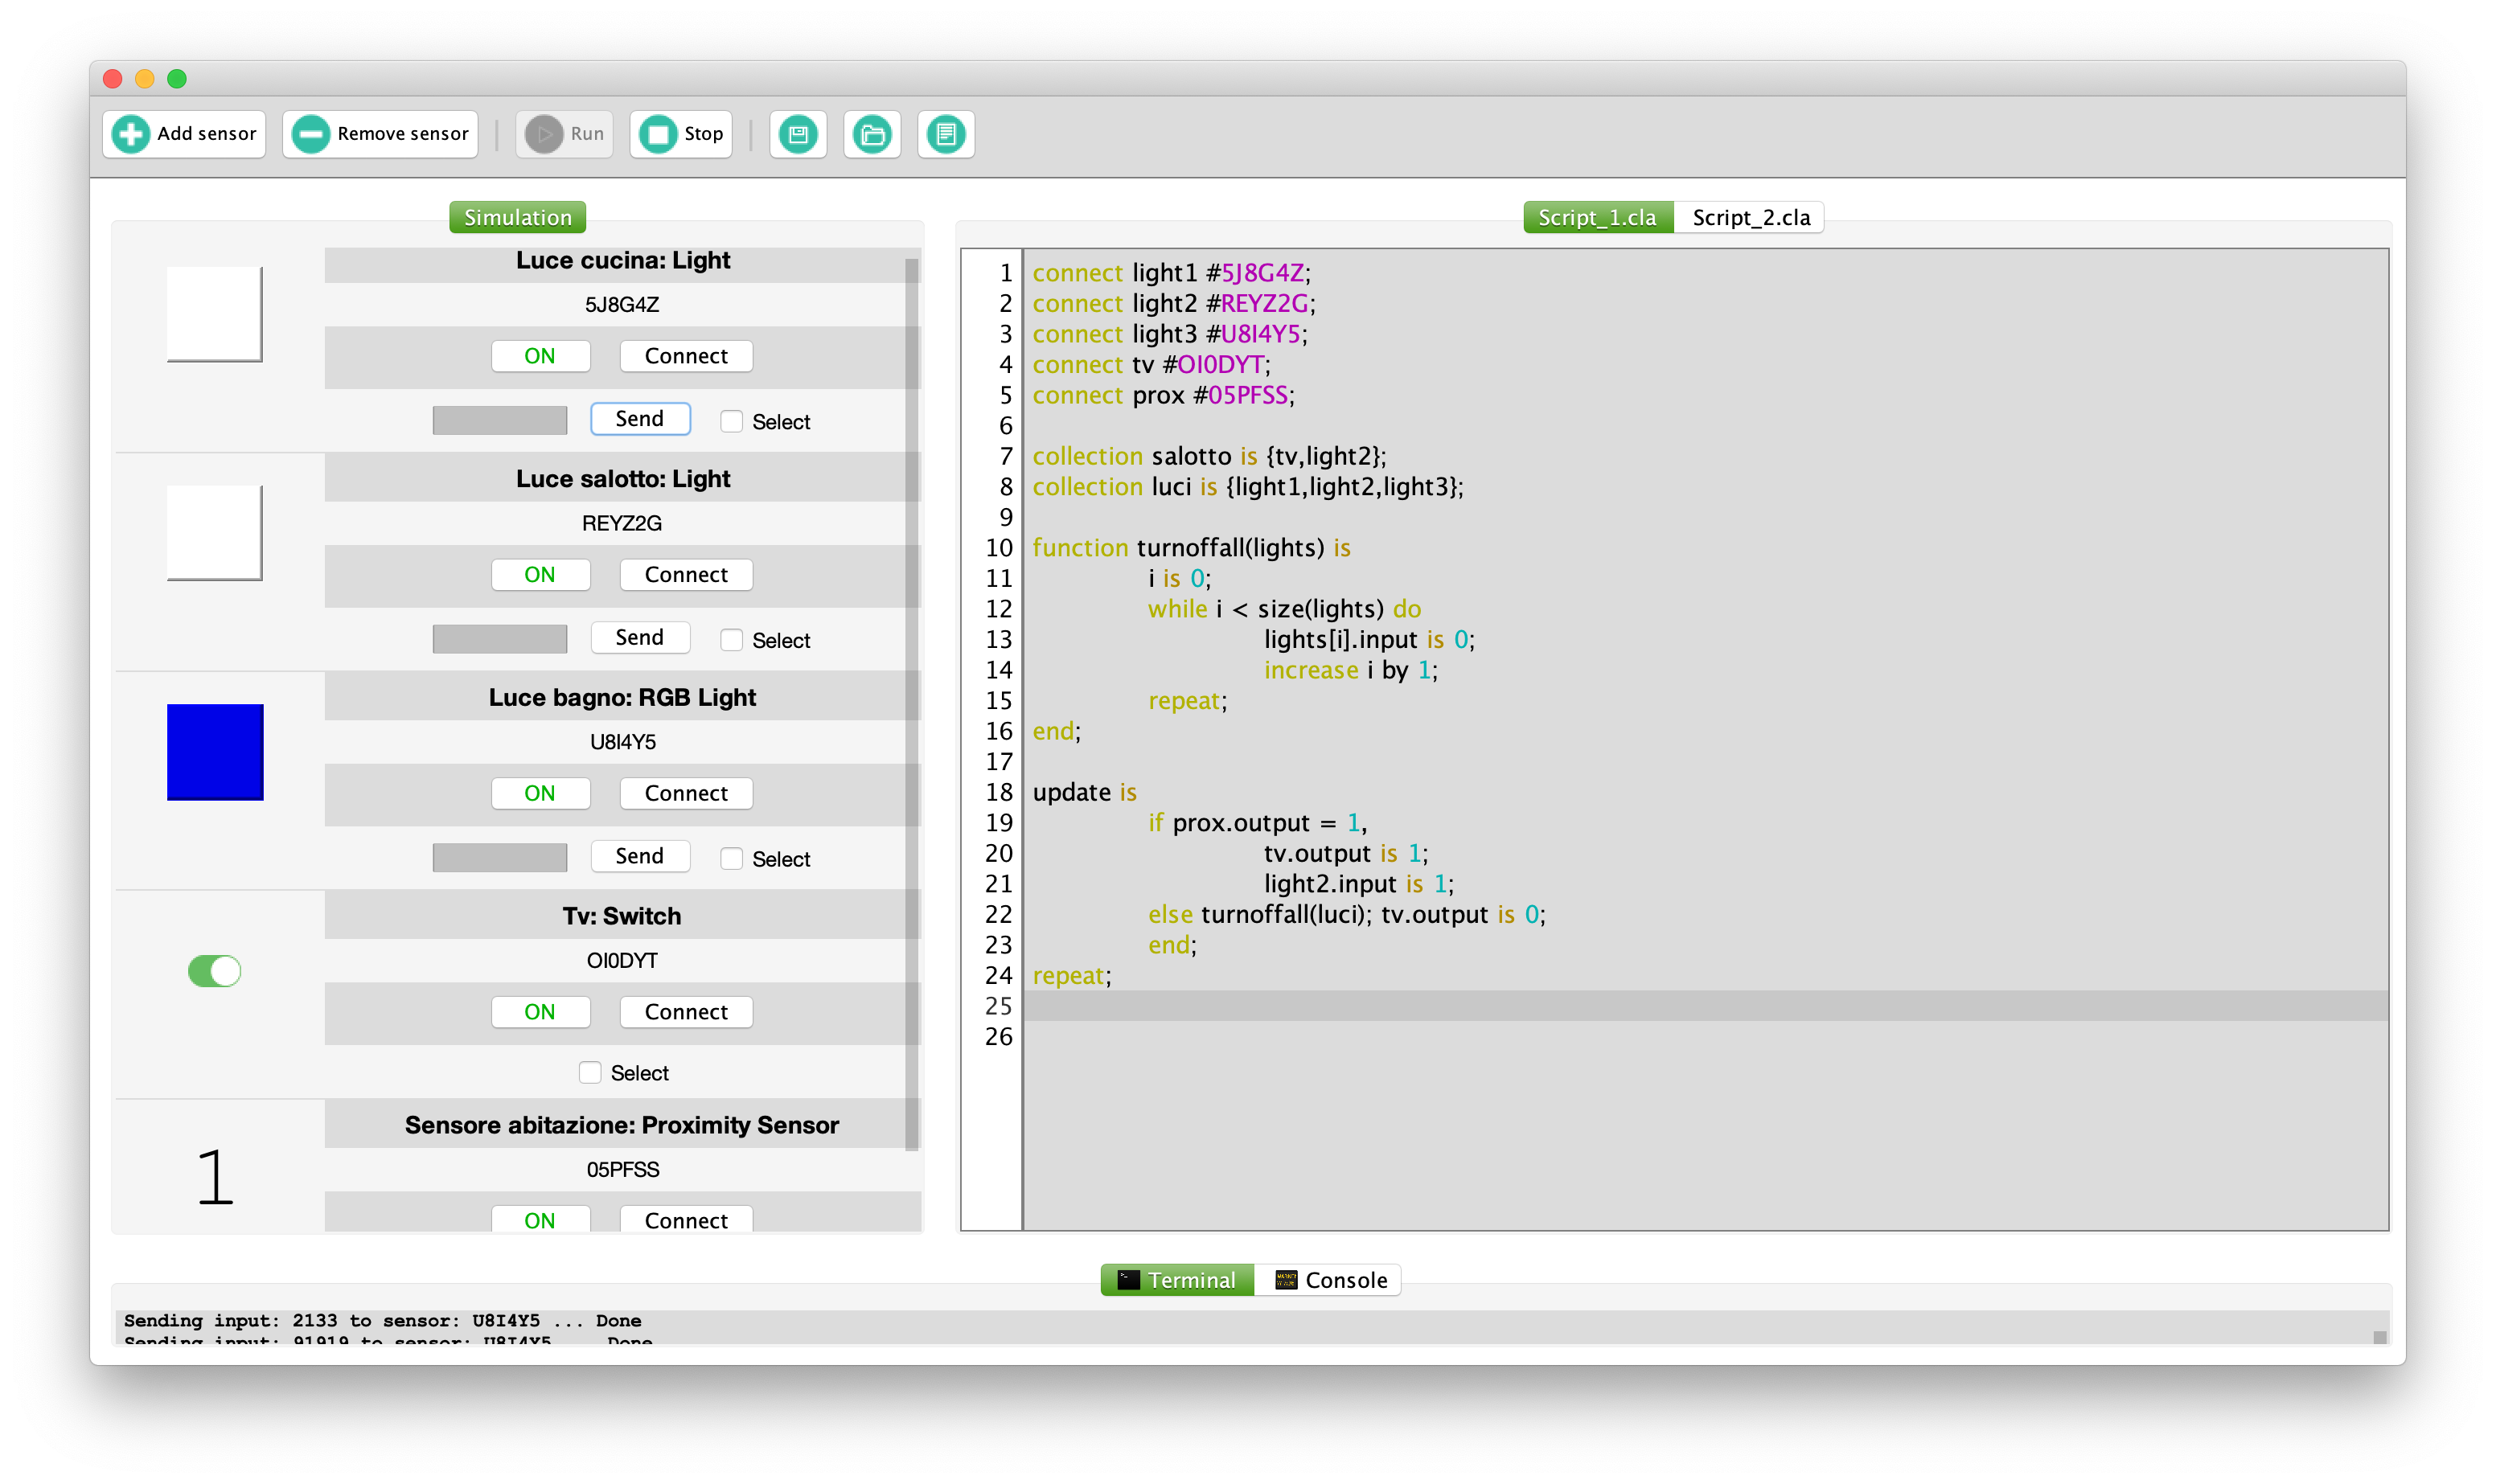 Add sensor Remove sensor Run Stop
Simulation
Luce cucina: Light
5J8G4Z
ON Connect
Send Select
Luce salotto: Light
REYZ2G
ON Connect
Send Select
Luce bagno: RGB Light
U8I4Y5
ON Connect
Send Select
Tv: Switch
OI0DYT
ON Connect
Select
Sensore abitazione: Proximity Sensor
1
05PFSS
ON Connect
Script_1.cla Script_2.cla
1 connect light1 #5J8G4Z;
2 connect light2 #REYZ2G;
3 connect light3 #U8I4Y5;
4 connect tv #OI0DYT;
5 connect prox #05PFSS;
6
7 collection salotto is {tv,light2};
8 collection luci is {light1,light2,light3};
9
10 function turnoffall(lights) is
11 i is 0;
12 while i < size(lights) do
13 lights[i].input is 0;
14 increase i by 1;
15 repeat;
16 end;
17
18 update is
19 if prox.output = 1,
20 tv.output is 1;
21 light2.input is 1;
22 else turnoffall(luci); tv.output is 0;
23 end;
24 repeat;
25
26
Terminal Console
Sending input: 2133 to sensor: U8I4Y5 ... Done
Sending input: 91919 to sensor: U8I4Y5 ... Done